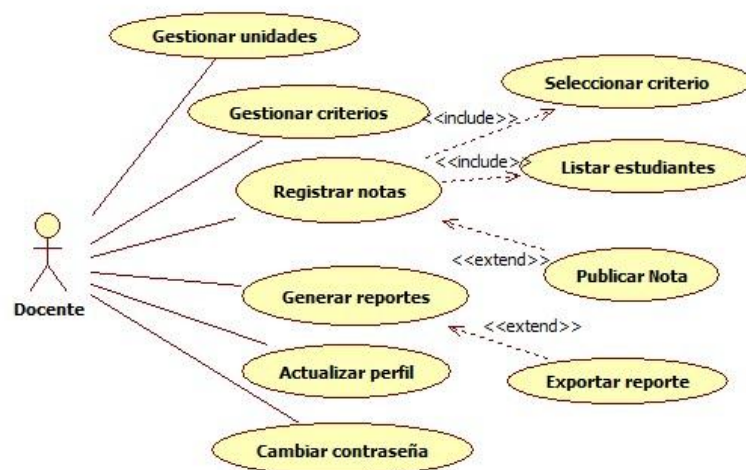 Gestionar unidades
Seleccionar criterio
Gestionar criterios
<<include>>
<<include>>
Listar estudiantes
Registrar notas
<<extend>>
Publicar Nota
Docente
Generar reportes
<<extend>>
Actualizar perfil
Exportar reporte
Cambiar contraseña